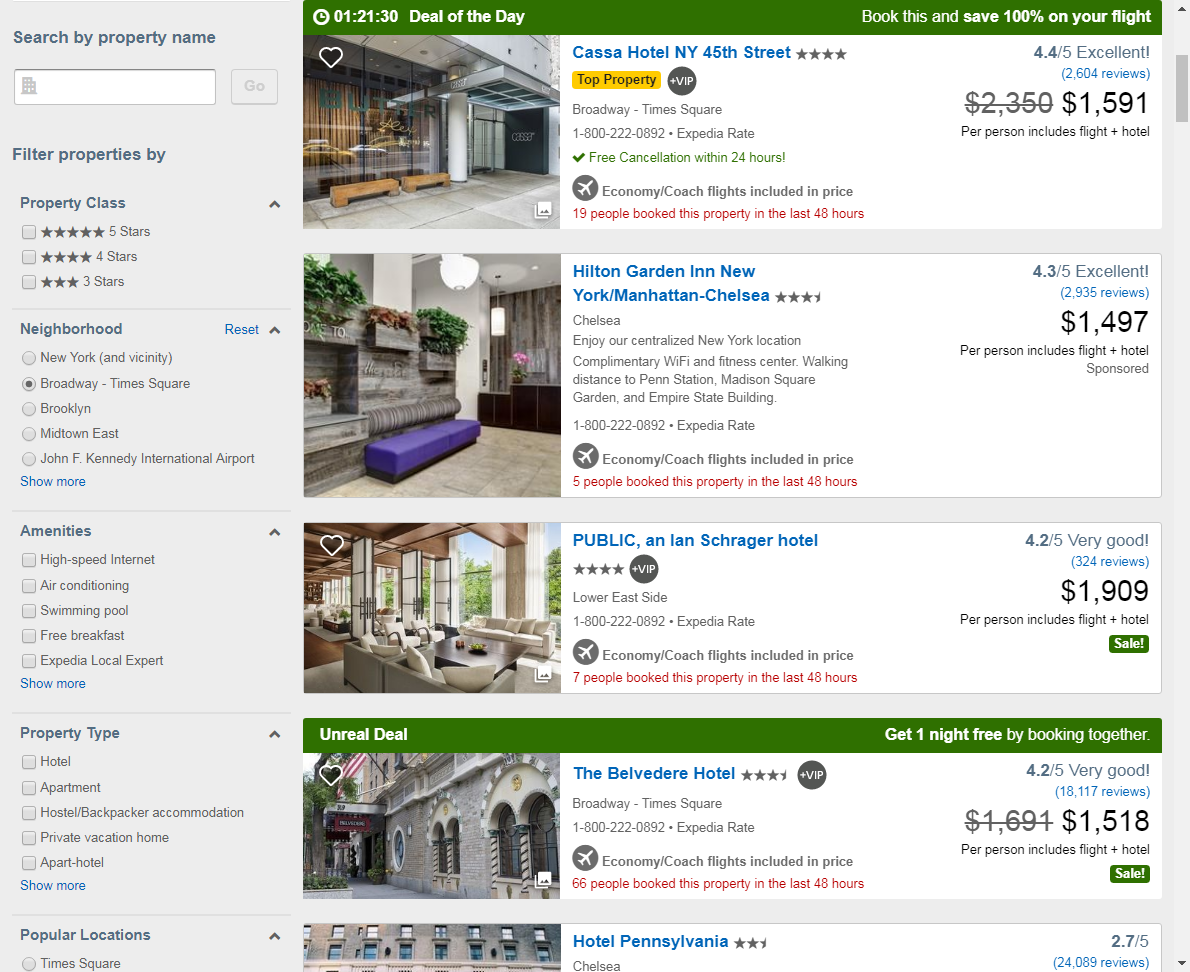 Search by property name
Go
Filter properties by
Property Class
5 Stars
4 Stars
3 Stars
Neighborhood Reset
New York (and vicinity)
Broadway - Times Square
Brooklyn
Midtown East
John F. Kennedy International Airport
Show more
Amenities
High-speed Internet
Air conditioning
Swimming pool
Free breakfast
Expedia Local Expert
Show more
Property Type
Hotel
Apartment
Hostel/Backpacker accommodation
Private vacation home
Apart-hotel
Show more
Popular Locations
Times Square
01:21:30 Deal of the Day Book this and save 100% on your flight
Cassa Hotel NY 45th Street
Top Property +VIP
Broadway - Times Square
1-800-222-0892 • Expedia Rate
Free Cancellation within 24 hours!
Economy/Coach flights included in price
19 people booked this property in the last 48 hours
4.4/5 Excellent!
(2,604 reviews)
$2,350 $1,591
Per person includes flight + hotel
Hilton Garden Inn New
York/Manhattan-Chelsea
Chelsea
Enjoy our centralized New York location
Complimentary WiFi and fitness center. Walking
distance to Penn Station, Madison Square
Garden, and Empire State Building.
1-800-222-0892 • Expedia Rate
Economy/Coach flights included in price
5 people booked this property in the last 48 hours
4.3/5 Excellent!
(2,935 reviews)
$1,497
Per person includes flight + hotel
Sponsored
PUBLIC, an Ian Schrager hotel
+VIP
Lower East Side
1-800-222-0892 • Expedia Rate
Economy/Coach flights included in price
7 people booked this property in the last 48 hours
4.2/5 Very good!
(324 reviews)
$1,909
Per person includes flight + hotel
Sale!
Unreal Deal Get 1 night free by booking together.
BELVEDERE
The Belvedere Hotel +VIP
Broadway - Times Square
1-800-222-0892 • Expedia Rate
Economy/Coach flights included in price
66 people booked this property in the last 48 hours
4.2/5 Very good!
(18,117 reviews)
$1,691 $1,518
Per person includes flight + hotel
Sale!
Hotel Pennsylvania
Chelsea
2.7/5
(24,089 reviews)